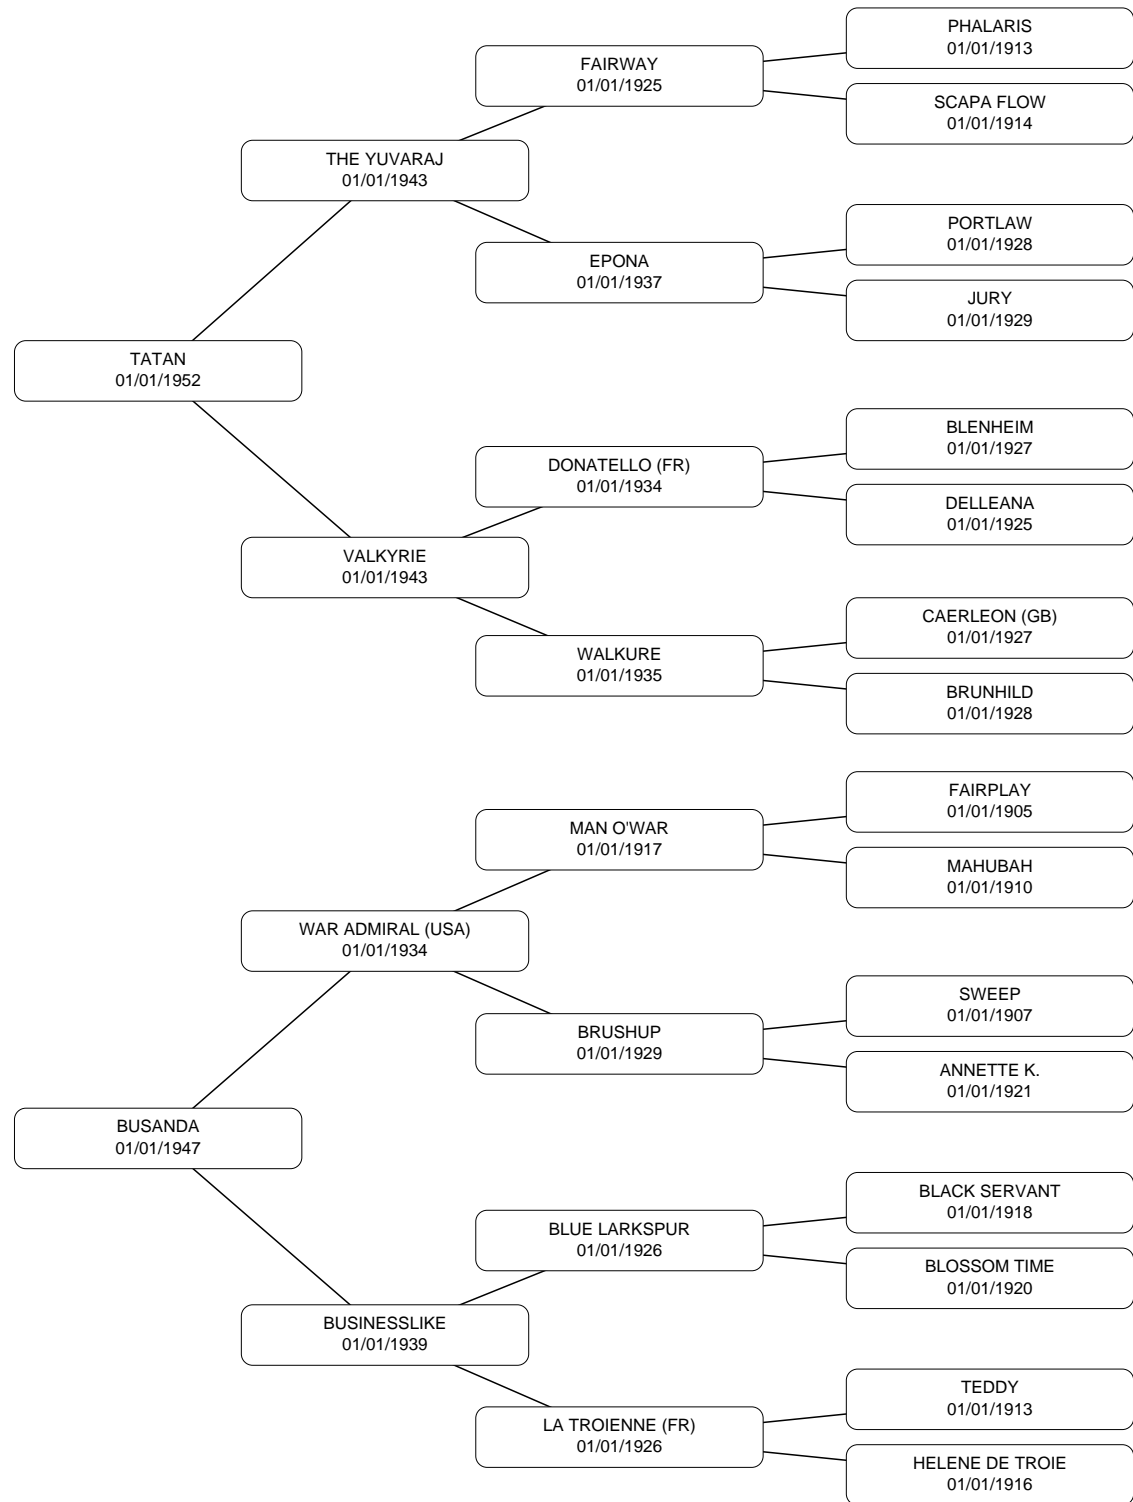 PHALARIS
01/01/1913
FAIRWAY
01/01/1925
SCAPA FLOW
01/01/1914
THE YUVARAJ
01/01/1943
PORTLAW
01/01/1928
EPONA
01/01/1937
JURY
01/01/1929
TATAN
01/01/1952
BLENHEIM
01/01/1927
DONATELLO (FR)
01/01/1934
DELLEANA
01/01/1925
VALKYRIE
01/01/1943
CAERLEON (GB)
01/01/1927
WALKURE
01/01/1935
BRUNHILD
01/01/1928
FAIRPLAY
01/01/1905
MAN O'WAR
01/01/1917
MAHUBAH
01/01/1910
WAR ADMIRAL (USA)
01/01/1934
SWEEP
01/01/1907
BRUSHUP
01/01/1929
ANNETTE K.
01/01/1921
BUSANDA
01/01/1947
BLACK SERVANT
01/01/1918
BLUE LARKSPUR
01/01/1926
BLOSSOM TIME
01/01/1920
BUSINESSLIKE
01/01/1939
TEDDY
01/01/1913
LA TROIENNE (FR)
01/01/1926
HELENE DE TROIE
01/01/1916